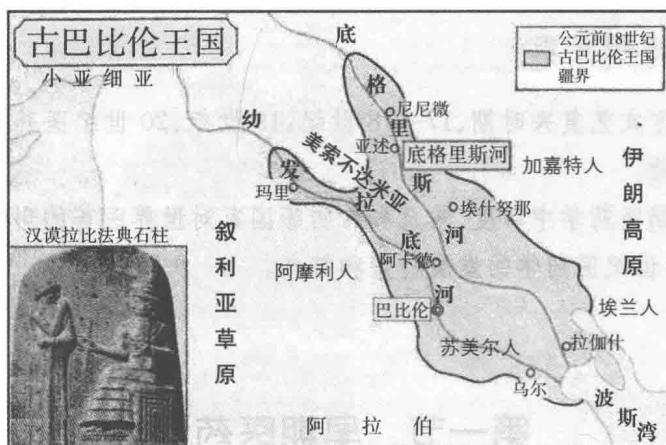 古巴比伦王国
小亚细亚
公元前18世纪
古巴比伦王国
疆界
底格里斯河
幼发拉底河
美索不达米亚
尼尼微
亚述
底格里斯河
加嘉特人
伊朗高原
玛里
埃什努那
汉谟拉比法典石柱
叙利亚草原
阿摩利人
阿卡德
巴比伦
埃兰人
苏美尔人
拉伽什
乌尔
波斯湾
阿拉伯